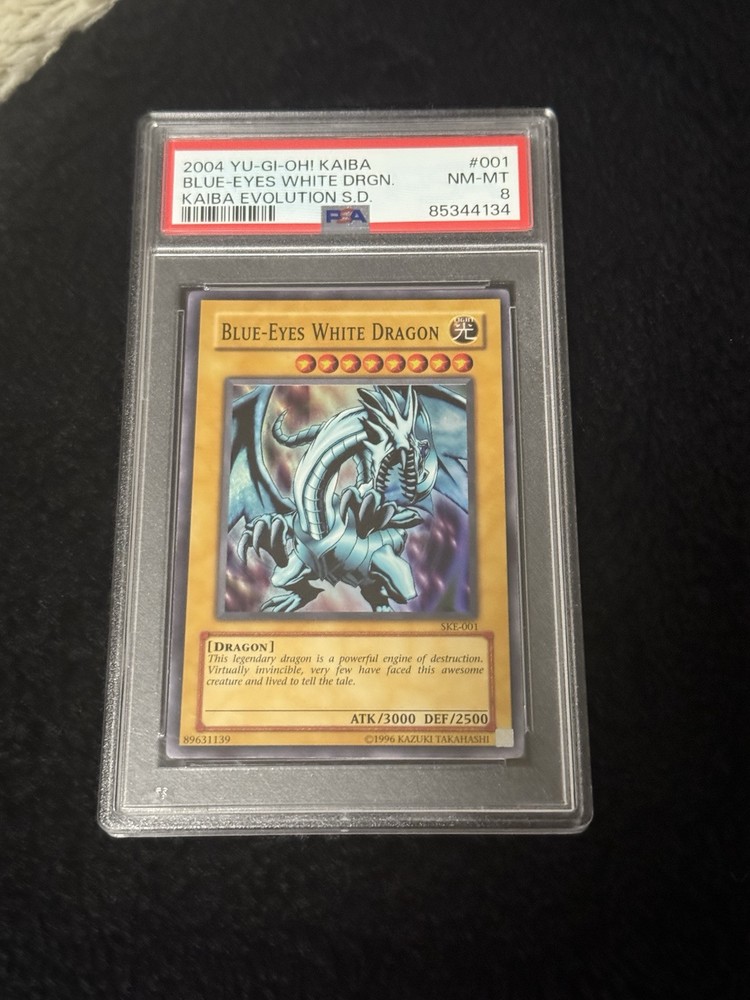 2004 YU-GI-OH! KAIBA #001
BLUE-EYES WHITE DRGN. NM-MT
KAIBA EVOLUTION S.D. 8
PSA 85344134
BLUE-EYES WHITE DRAGON LIGHT
光
SKE-001
[DRAGON]
This legendary dragon is a powerful engine of destruction.
Virtually invincible, very few have faced this awesome
creature and lived to tell the tale.
ATK/3000 DEF/2500
89631139 ©1996 KAZUKI TAKAHASHI